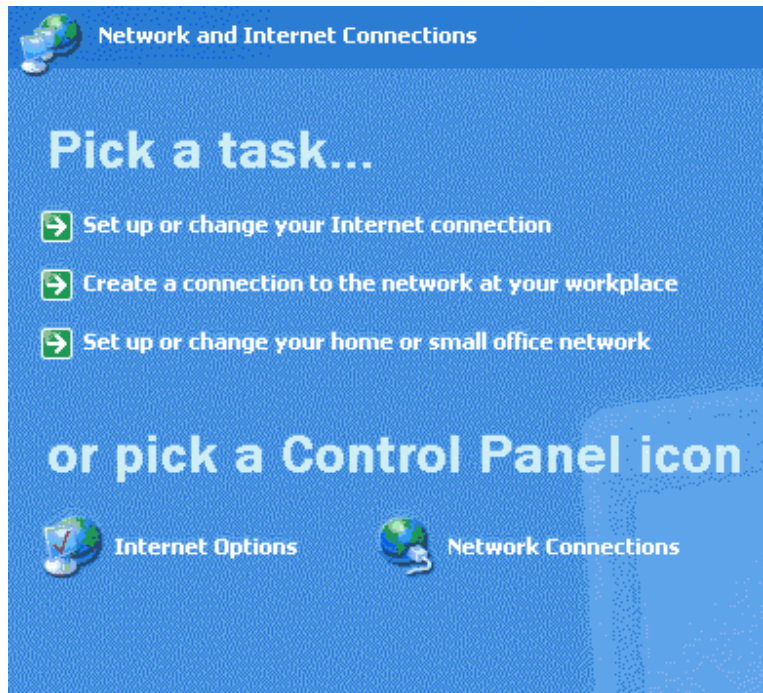 Network and Internet Connections
Pick a task...
Set up or change your Internet connection
Create a connection to the network at your workplace
Set up or change your home or small office network
or pick a Control Panel icon
Internet Options
Network Connections